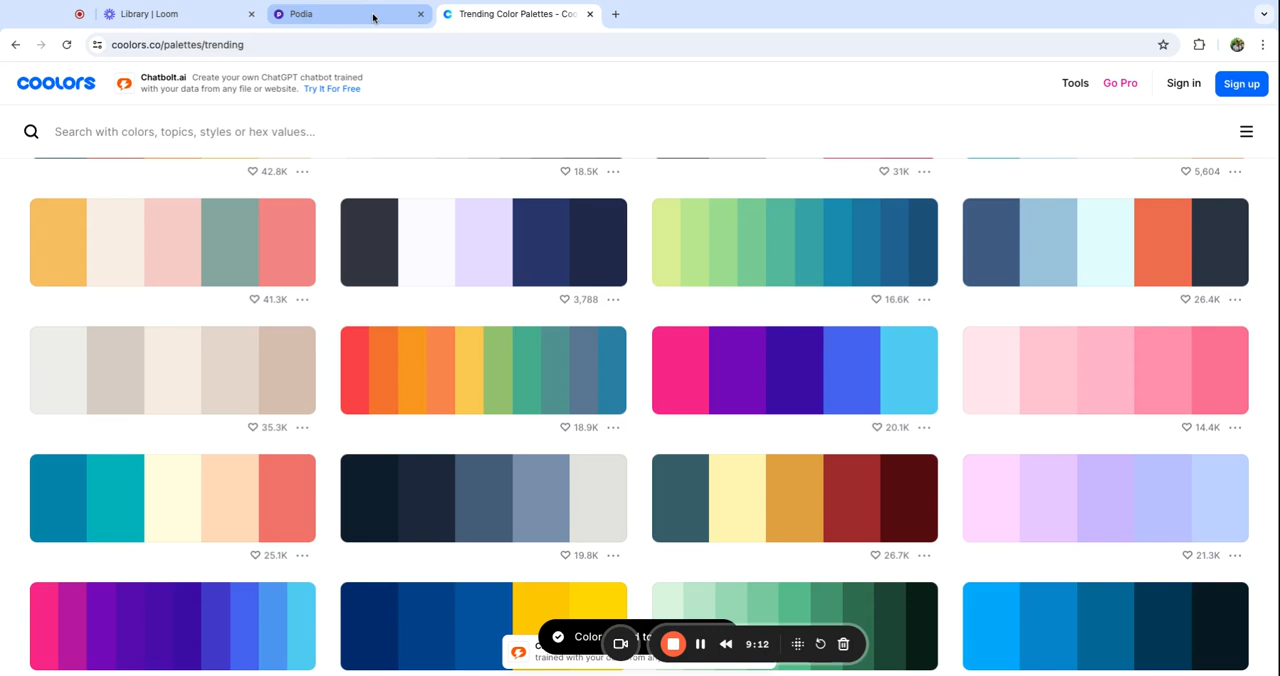 Library | Loom
Podia
Trending Color Palettes - Coo
coolors.co/palettes/trending
coolors
Chatbolt.ai Create your own ChatGPT chatbot trained
with your data from any file or website. Try It For Free
Tools
Go Pro
Sign in
Sign up
Search with colors, topics, styles or hex values...
42.8K
18.5K
31K
5,604
41.3K
3,788
16.6K
26.4K
35.3K
18.9K
20.1K
14.4K
25.1K
19.8K
26.7K
21.3K
Color
9:12
trained with your